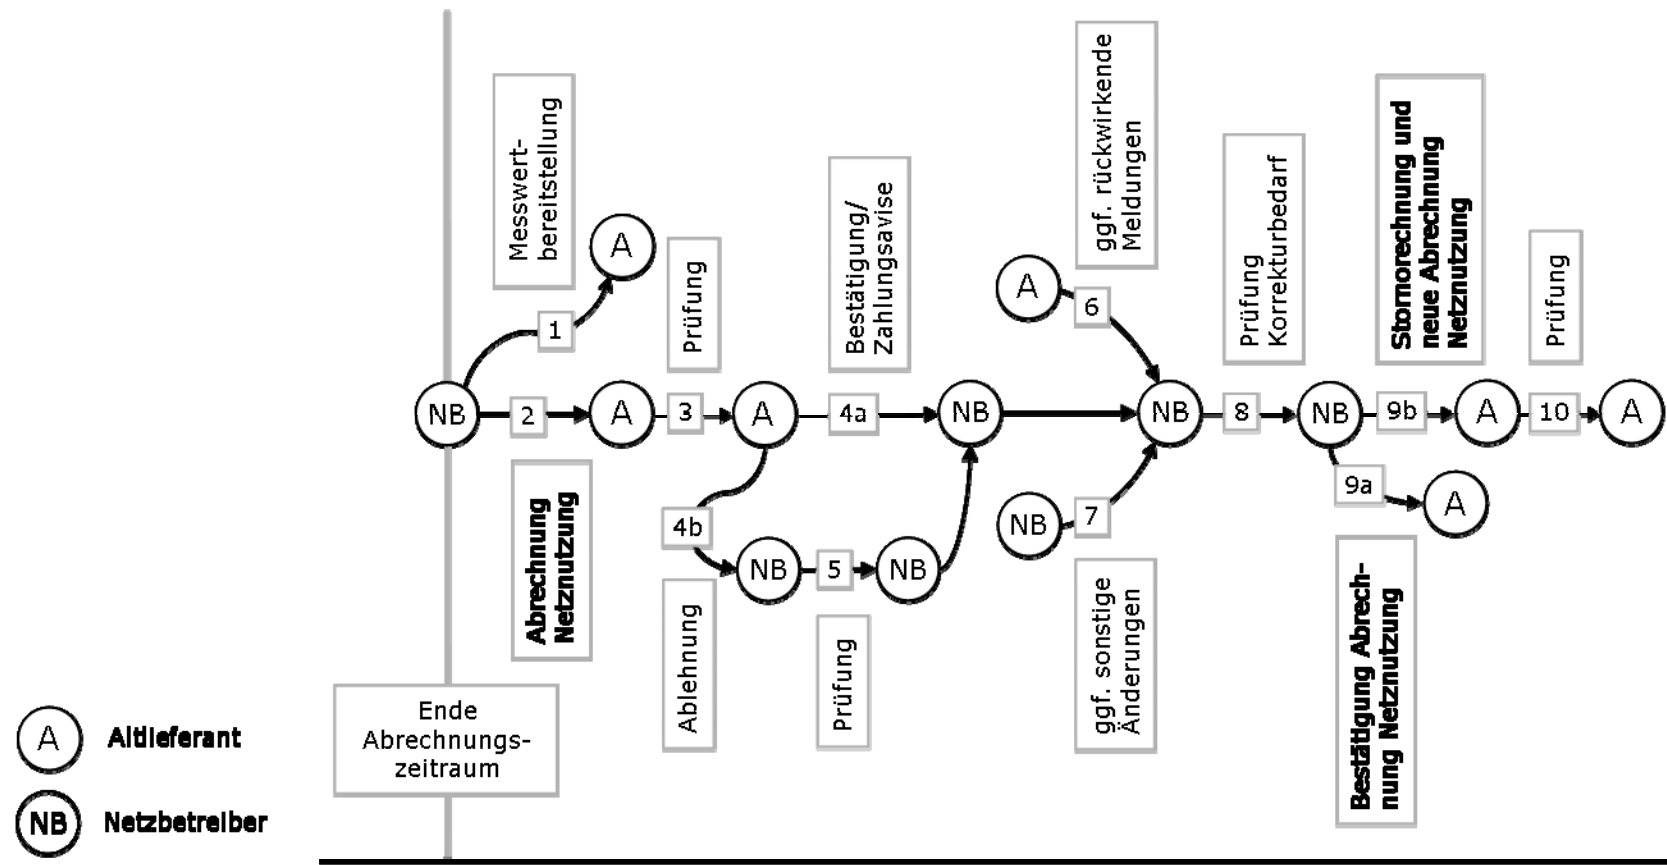 Messwert-
bereitstellung
A
1
NB
2
A
Abrechnung
Netznutzung
Prüfung
3
A
Bestätigung/
Zahlungsavise
4a
NB
4b
Ablehnung
NB
5
Prüfung
NB
ggf. rückwirkende
Meldungen
A
6
NB
NB
7
ggf. sonstige
Änderungen
Prüfung
Korrekturbedarf
8
NB
Stornorechnung und
neue Abrechnung
Netznutzung
9b
A
Prüfung
10
A
9a
A
Bestätigung Abrech-
nung Netznutzung
Ende
Abrechnungs-
zeitraum
A Altlieferant
NB Netzbetreiber